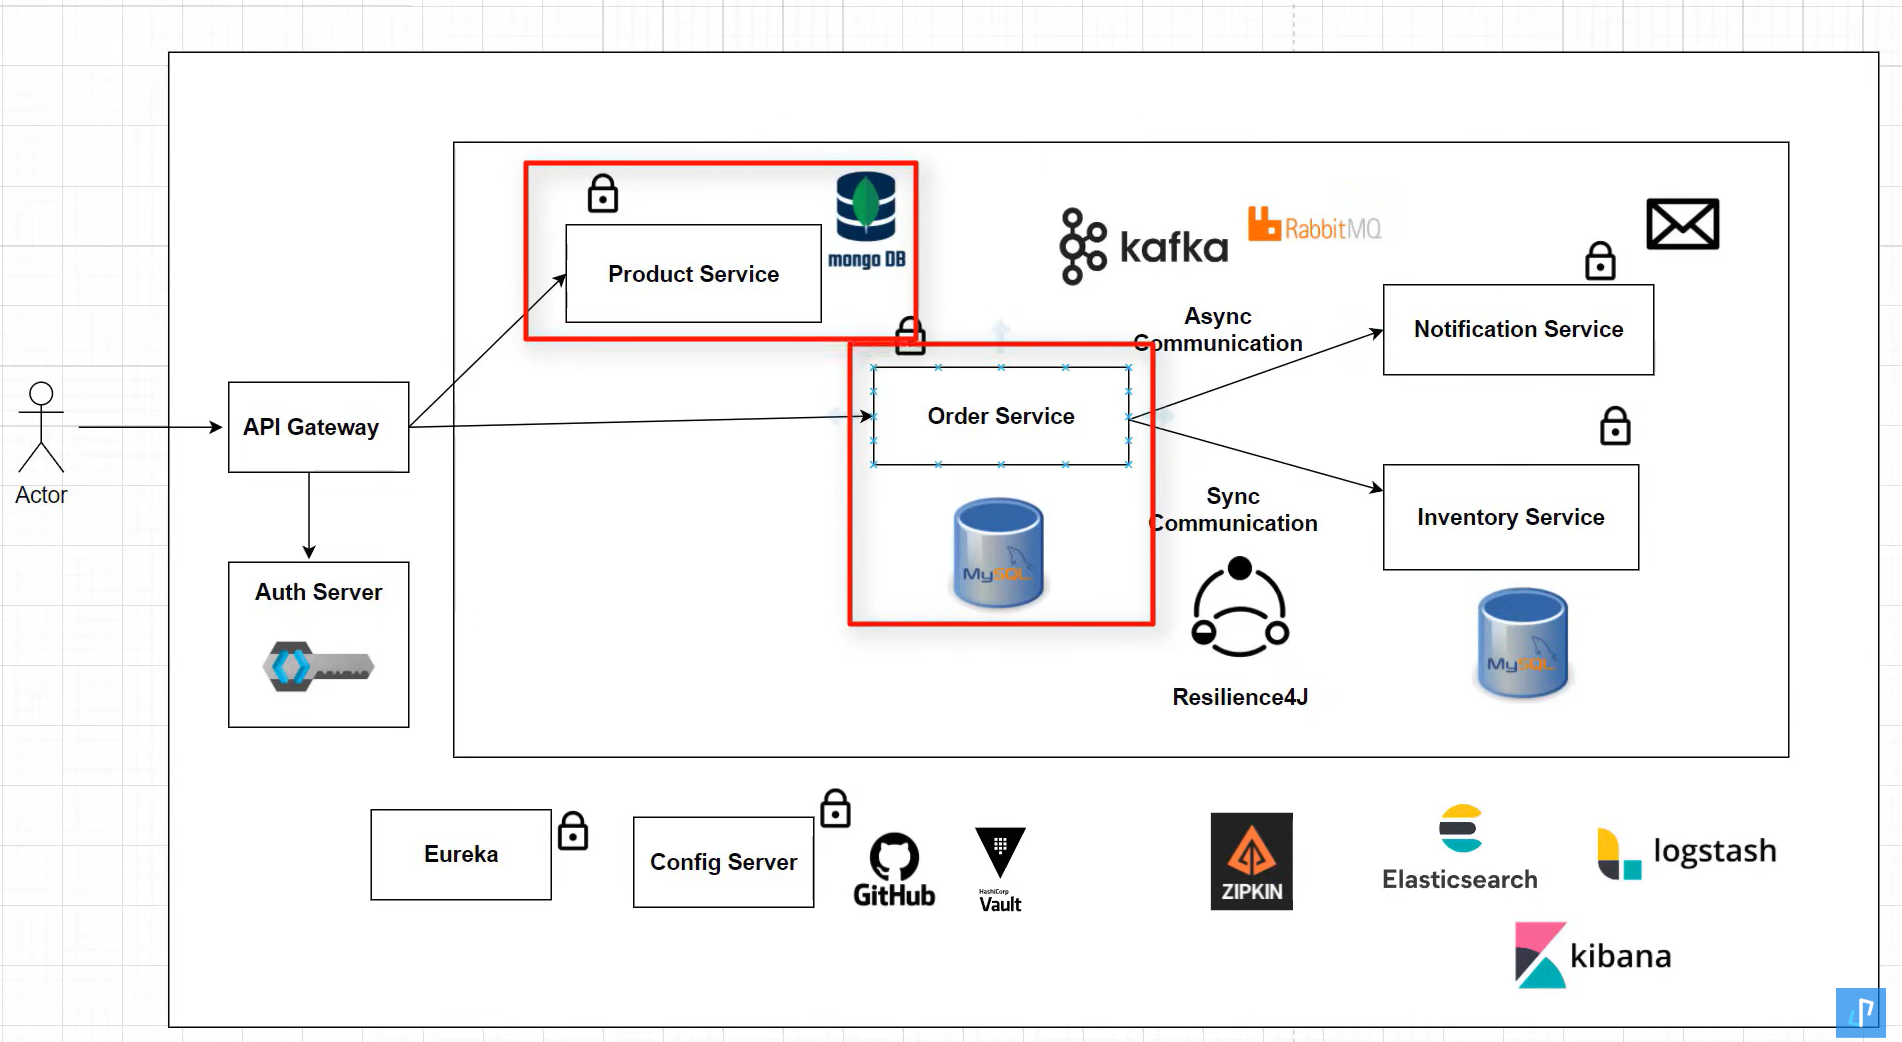 mongo DB
Product Service
kafka
RabbitMQ
Async
Communication
Notification Service
Order Service
API Gateway
Actor
Sync
Communication
Inventory Service
MySQL
Auth Server
MySQL
Resilience4J
Eureka
Config Server
GitHub
HashiCorp
Vault
ZIPKIN
Elasticsearch
logstash
kibana